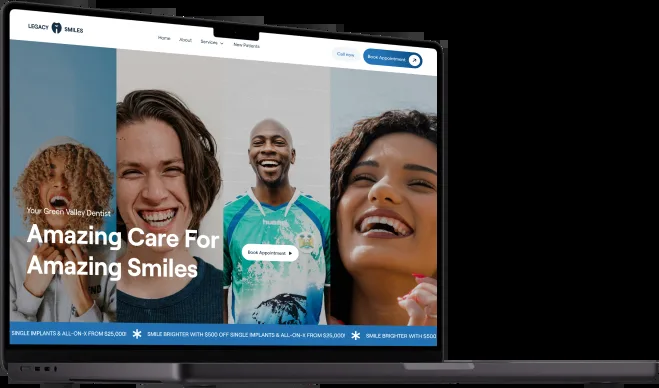 LEGACY SMILES
Home About Services New Patients
Call now
Book Appointment
Your Green Valley Dentist
Amazing Care For
Amazing Smiles
Book Appointment
SINGLE IMPLANTS & ALL-ON-X FROM $25,000! SMILE BRIGHTER WITH $500 OFF SINGLE IMPLANTS & ALL-ON-X FROM $25,000! SMILE BRIGHTER WITH $500